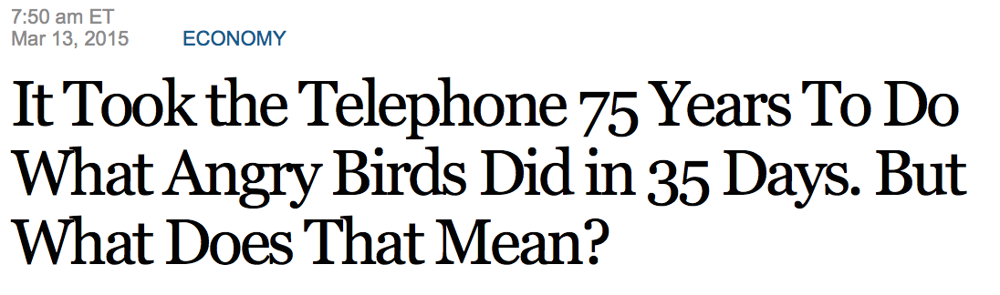 7:50 am ET
Mar 13, 2015 ECONOMY
It Took the Telephone 75 Years To Do
What Angry Birds Did in 35 Days. But
What Does That Mean?